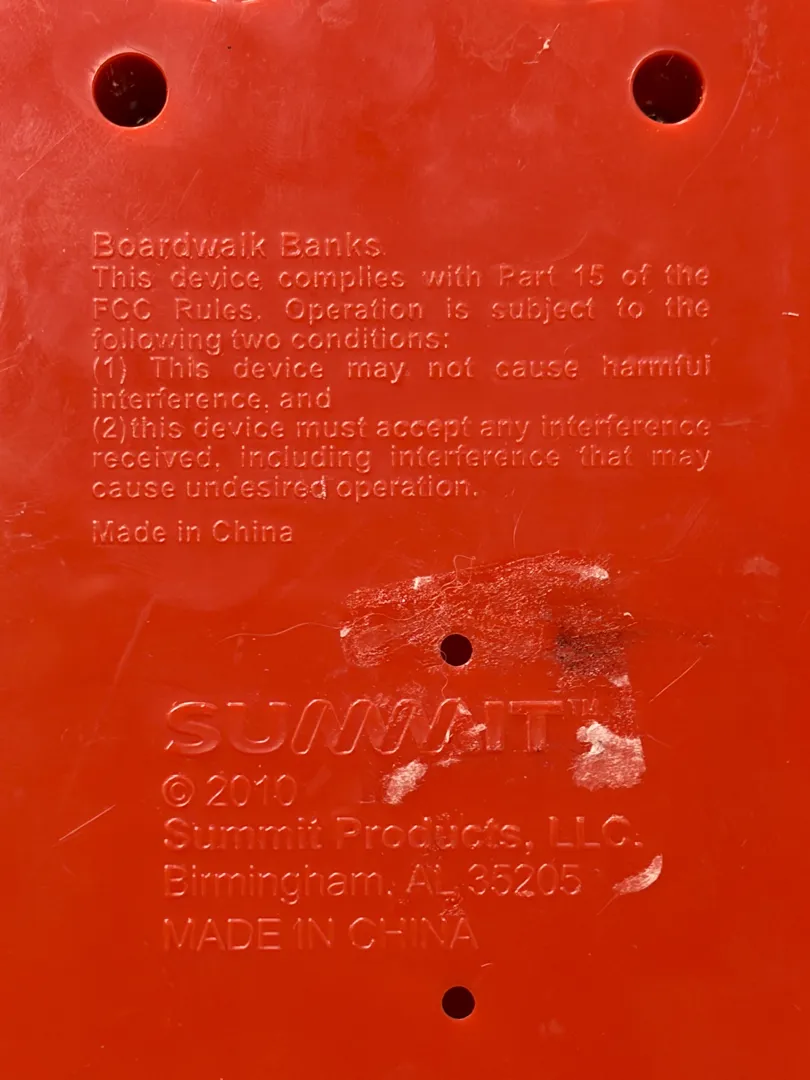 Boardwalk Banks
This device complies with Part 15 of the
FCC Rules. Operation is subject to the
following two conditions:
(1) This device may not cause harmful
interference, and
(2)this device must accept any interference
received, including interference that may
cause undesired operation.
Made in China
SUMMIT™
© 2010
Summit Products, LLC.
Birmingham, AL 35205
MADE IN CHINA